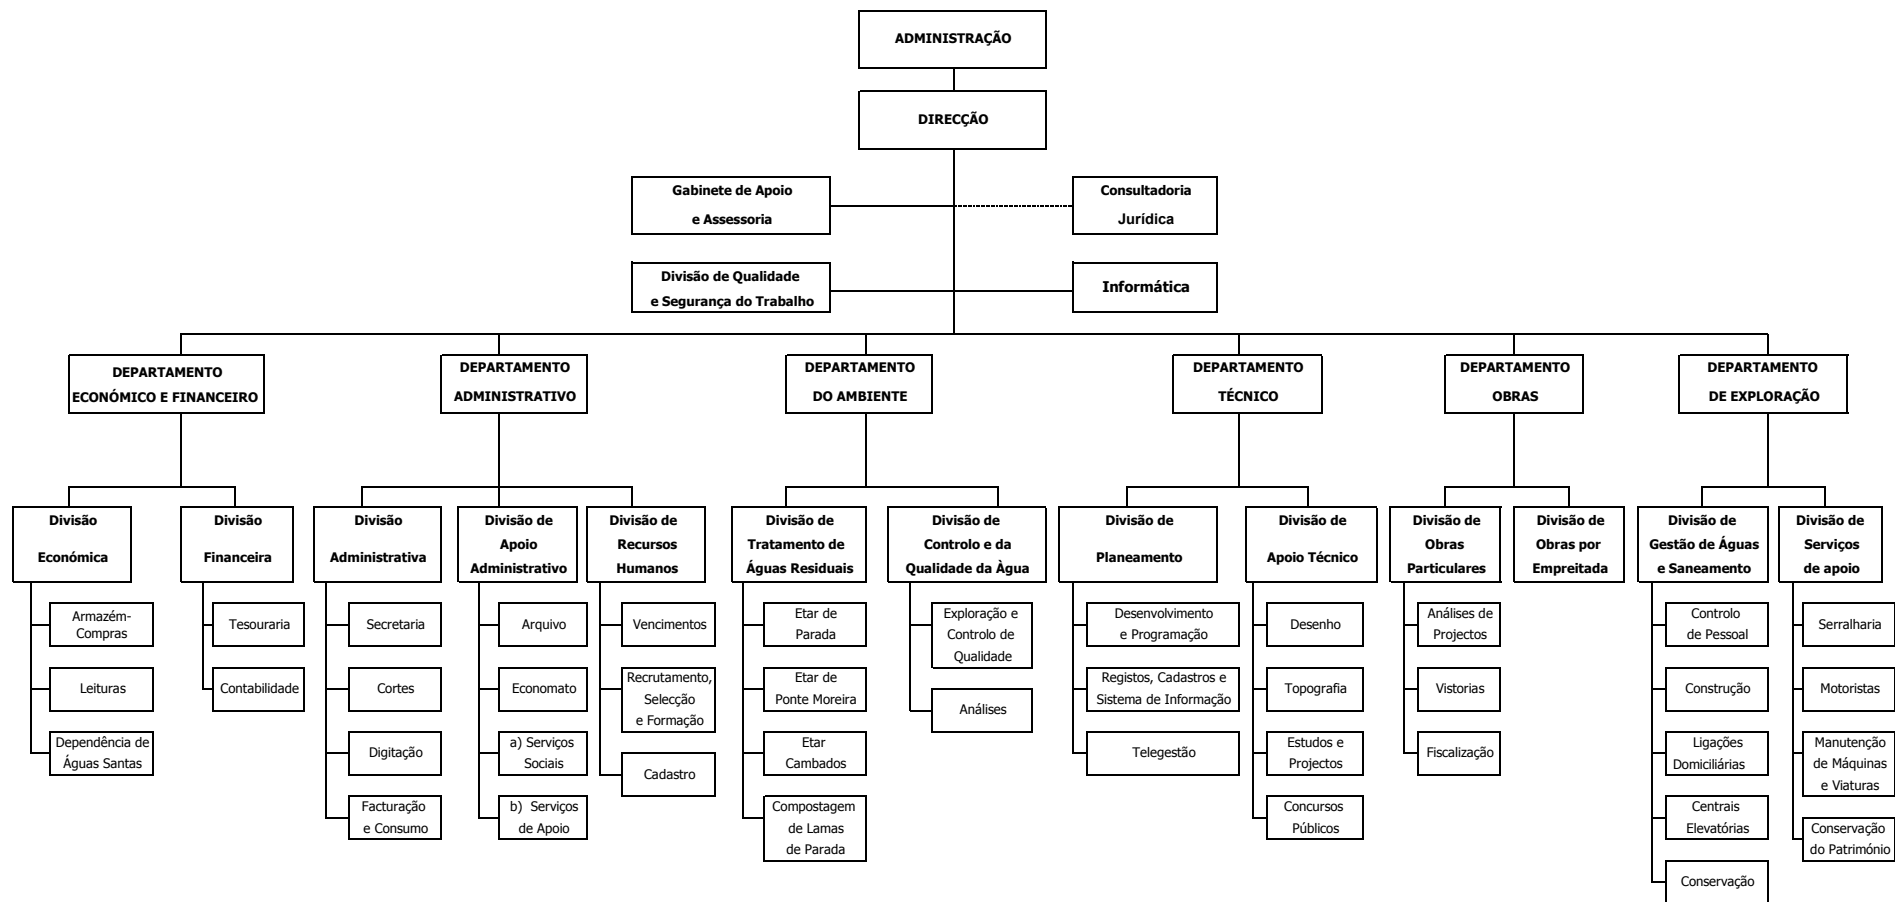 ADMINISTRAÇÃO
DIRECÇÃO
Gabinete de Apoio
e Assessoria
Consultadoria
Jurídica
Divisão de Qualidade
e Segurança do Trabalho
Informática
DEPARTAMENTO
ECONÓMICO E FINANCEIRO
DEPARTAMENTO
ADMINISTRATIVO
DEPARTAMENTO
DO AMBIENTE
DEPARTAMENTO
TÉCNICO
DEPARTAMENTO
OBRAS
DEPARTAMENTO
DE EXPLORAÇÃO
Divisão
Económica
Divisão
Financeira
Divisão
Administrativa
Divisão de
Apoio
Administrativo
Divisão de
Recursos
Humanos
Divisão de
Tratamento de
Águas Residuais
Divisão de
Controlo e da
Qualidade da Àgua
Divisão de
Planeamento
Divisão de
Apoio Técnico
Divisão de
Obras
Particulares
Divisão de
Obras por
Empreitada
Divisão de
Gestão de Águas
e Saneamento
Divisão de
Serviços
de apoio
Armazém-
Compras
Leituras
Dependência de
Águas Santas
Tesouraria
Contabilidade
Secretaria
Cortes
Digitação
Facturação
e Consumo
Arquivo
Economato
a) Serviços
Sociais
b) Serviços
de Apoio
Vencimentos
Recrutamento,
Selecção
e Formação
Cadastro
Etar de
Parada
Etar de
Ponte Moreira
Etar
Cambados
Compostagem
de Lamas
de Parada
Exploração e
Controlo de
Qualidade
Análises
Desenvolvimento
e Programação
Registos, Cadastros e
Sistema de Informação
Telegestão
Desenho
Topografia
Estudos e
Projectos
Concursos
Públicos
Análises de
Projectos
Vistorias
Fiscalização
Controlo
de Pessoal
Construção
Ligações
Domiciliárias
Centrais
Elevatórias
Conservação
Serralharia
Motoristas
Manutenção
de Máquinas
e Viaturas
Conservação
do Património